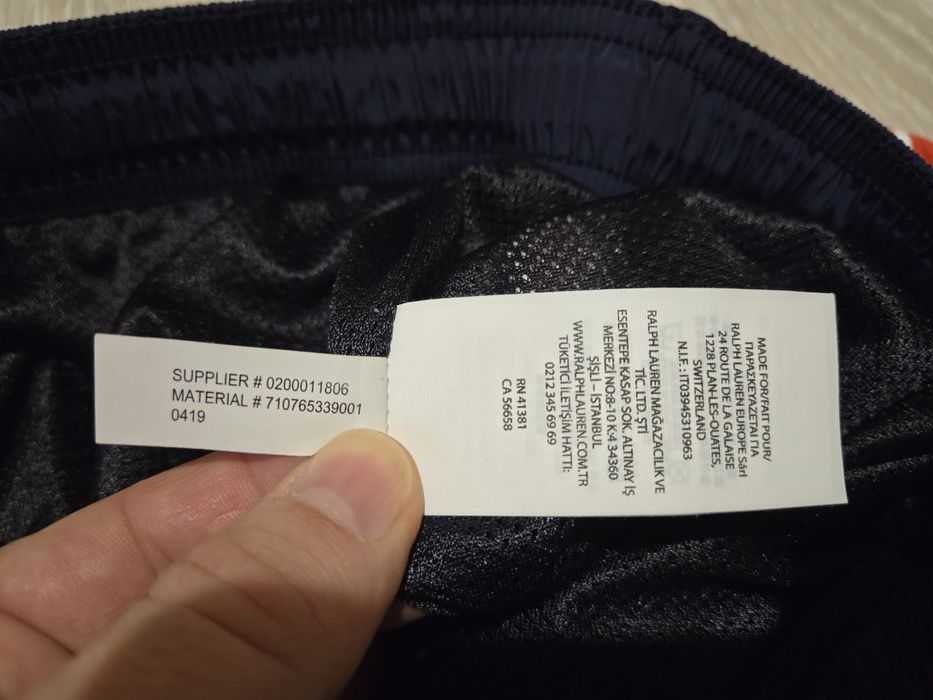 SUPPLIER # 0200011806
MATERIAL # 710765339001
0419
MADE FOR/FAIT POUR/
ΠΑΡΑΣΚΕΥΑΖΕΤΑΙ ΓΙΑ
RALPH LAUREN EUROPE Sárl
24 ROUTE DE LA GALAISE
1228 PLAN-LES-OUATES,
SWITZERLAND
N.I.F.: IT03945310963
RALPH LAUREN MAĞAZACILIK VE
TİC. LTD. ŞTİ
ESENTEPE KASAP SOK. ALTINAY İŞ
MERKEZİ NO:8-10 K:4 34360
ŞİŞLİ – İSTANBUL
WWW.RALPHLAUREN.COM.TR
TÜKETİCİ İLETİŞİM HATTI:
0212 345 69 69
RN 41381
CA 56658